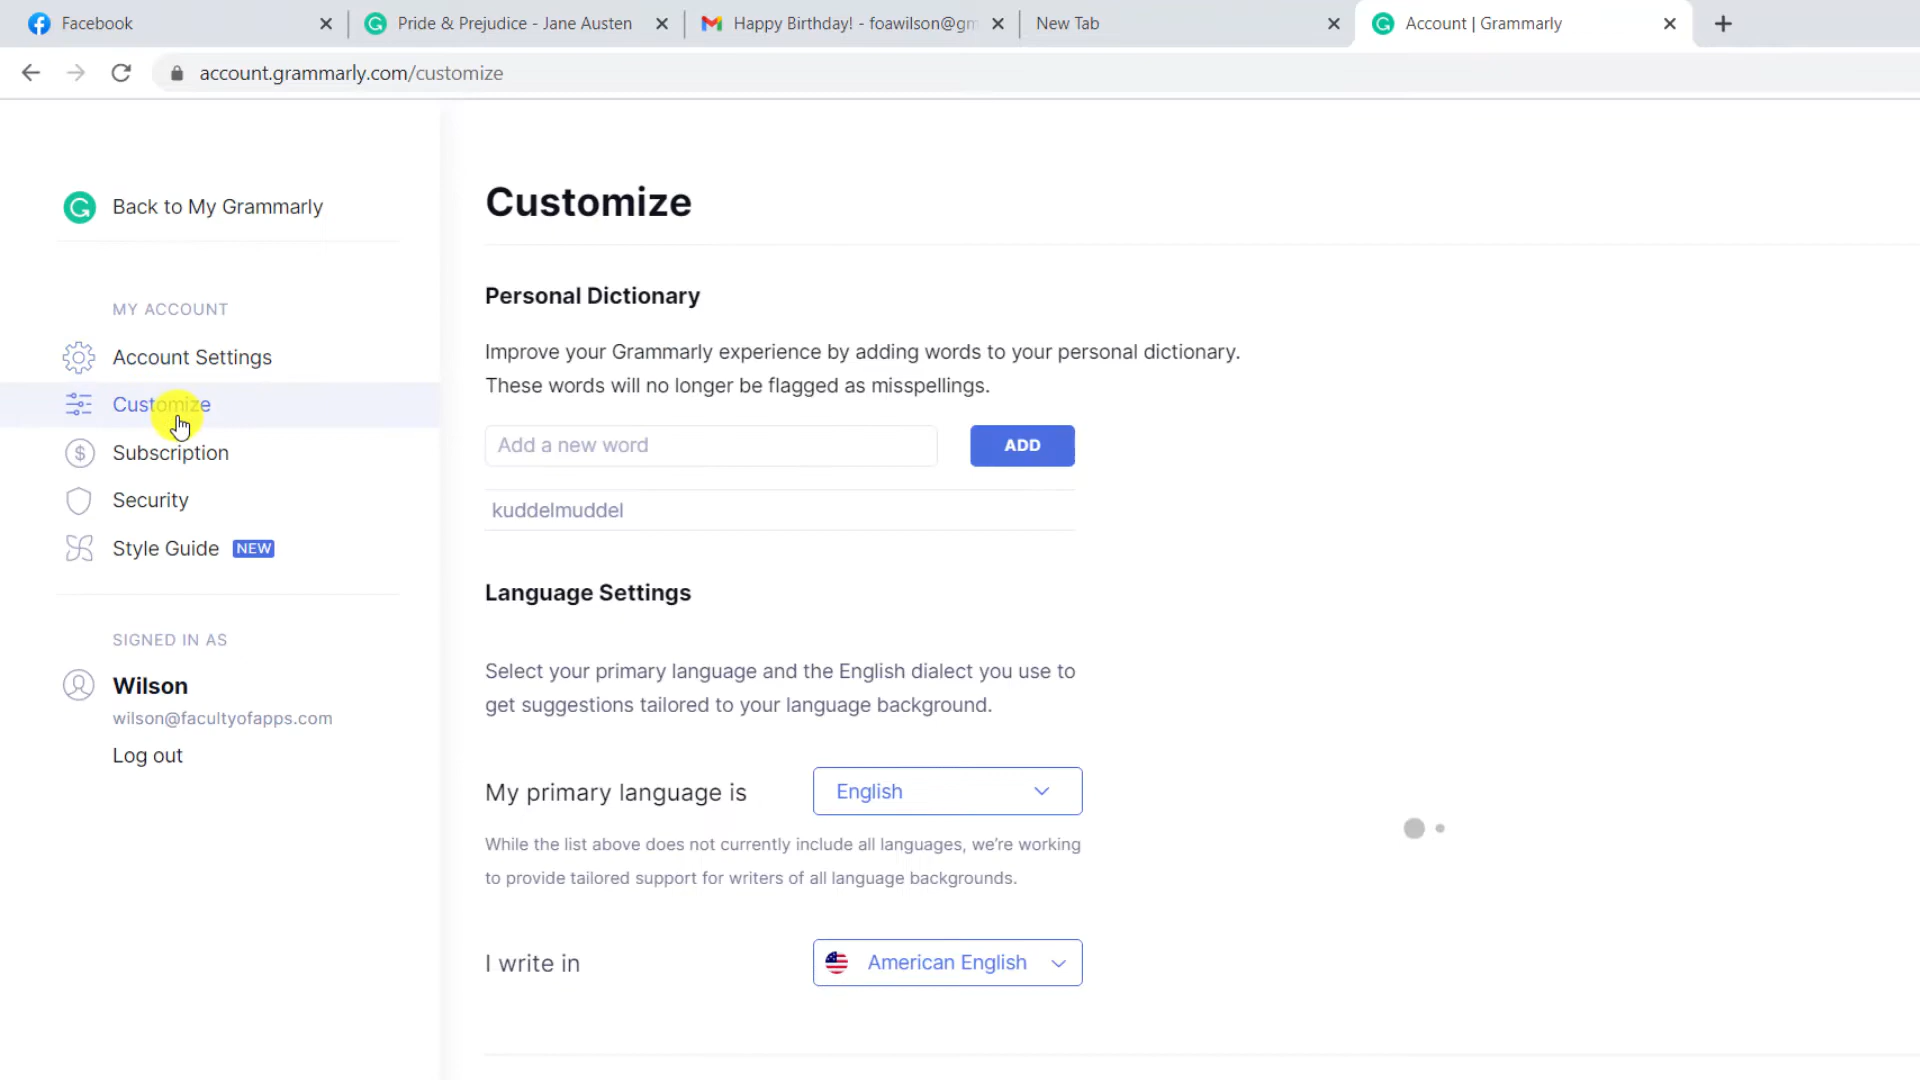 Facebook
Pride & Prejudice - Jane Austen
Happy Birthday! - foawilson@gm
New Tab
Account | Grammarly
account.grammarly.com/customize
Back to My Grammarly
MY ACCOUNT
Account Settings
Customize
Subscription
Security
Style Guide NEW
SIGNED IN AS
Wilson
wilson@facultyofapps.com
Log out
Customize
Personal Dictionary
Improve your Grammarly experience by adding words to your personal dictionary.
These words will no longer be flagged as misspellings.
Add a new word
ADD
kuddelmuddel
Language Settings
Select your primary language and the English dialect you use to
get suggestions tailored to your language background.
My primary language is
English
While the list above does not currently include all languages, we're working
to provide tailored support for writers of all language backgrounds.
I write in
American English